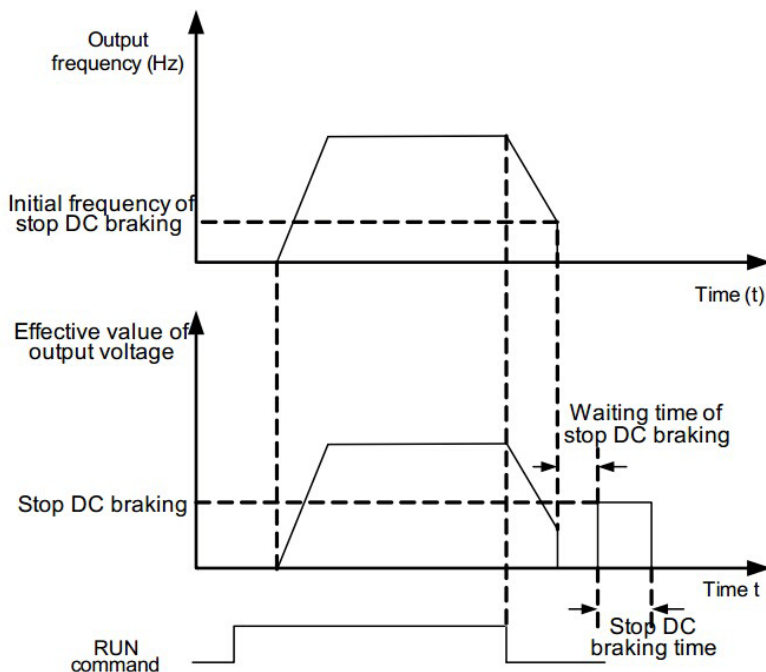 Output
frequency (Hz)
Initial frequency of
stop DC braking
Time (t)
Effective value of
output voltage
Waiting time of
stop DC braking
Stop DC braking
Time t
Stop DC
braking time
RUN
command